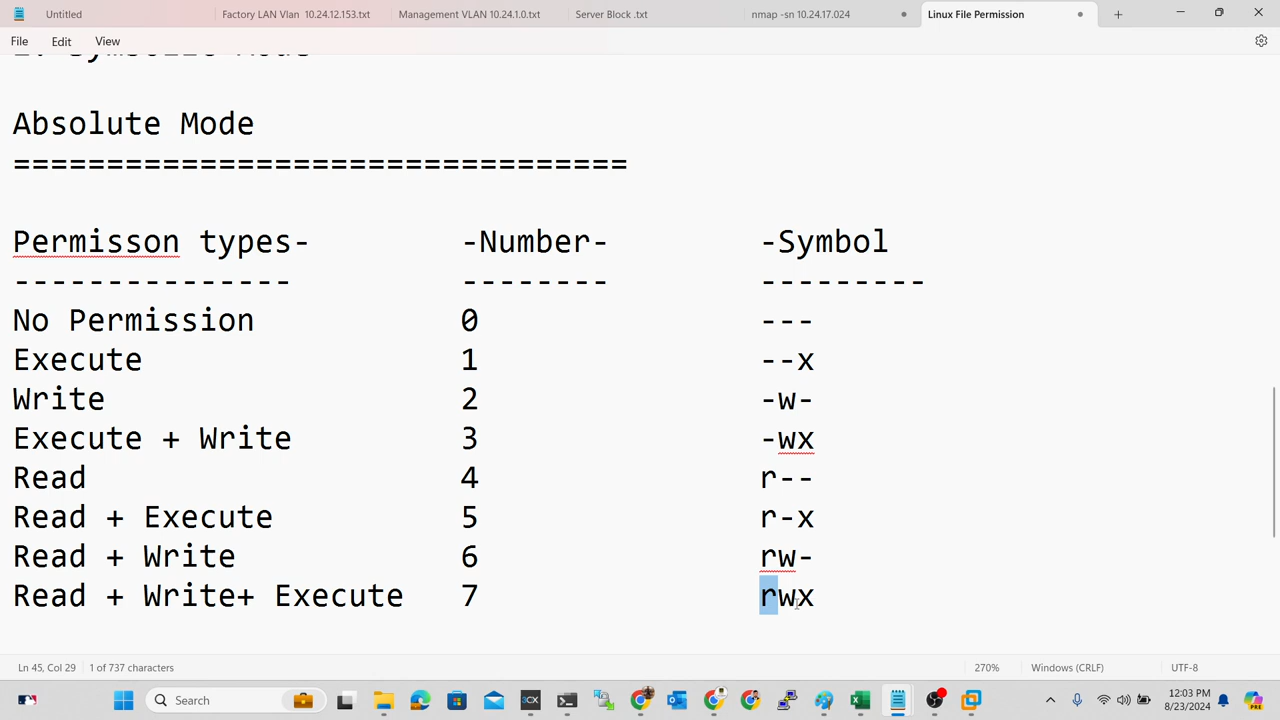 Untitled
Factory LAN Vlan 10.24.12.153.txt
Management VLAN 10.24.1.0.txt
Server Block .txt
nmap -sn 10.24.17.024
Linux File Permission
File Edit View
Absolute Mode
=================================
Permisson types- -Number- -Symbol
--------------- -------- ---------
No Permission 0 ---
Execute 1 --x
Write 2 -w-
Execute + Write 3 -wx
Read 4 r--
Read + Execute 5 r-x
Read + Write 6 rw-
Read + Write+ Execute 7 rwx
Ln 45, Col 29 1 of 737 characters 270% Windows (CRLF) UTF-8
Search
12:03 PM
8/23/2024